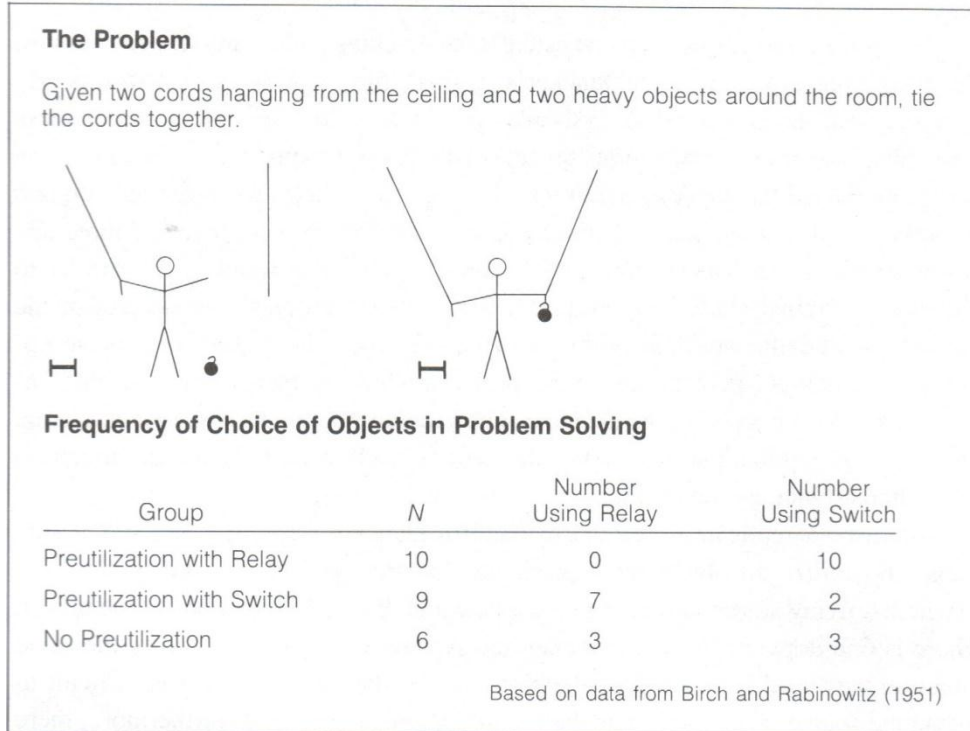 The Problem
Given two cords hanging from the ceiling and two heavy objects around the room, tie
the cords together.
Frequency of Choice of Objects in Problem Solving
Group N Number Using Relay Number Using Switch
Preutilization with Relay 10 0 10
Preutilization with Switch 9 7 2
No Preutilization 6 3 3
Based on data from Birch and Rabinowitz (1951)